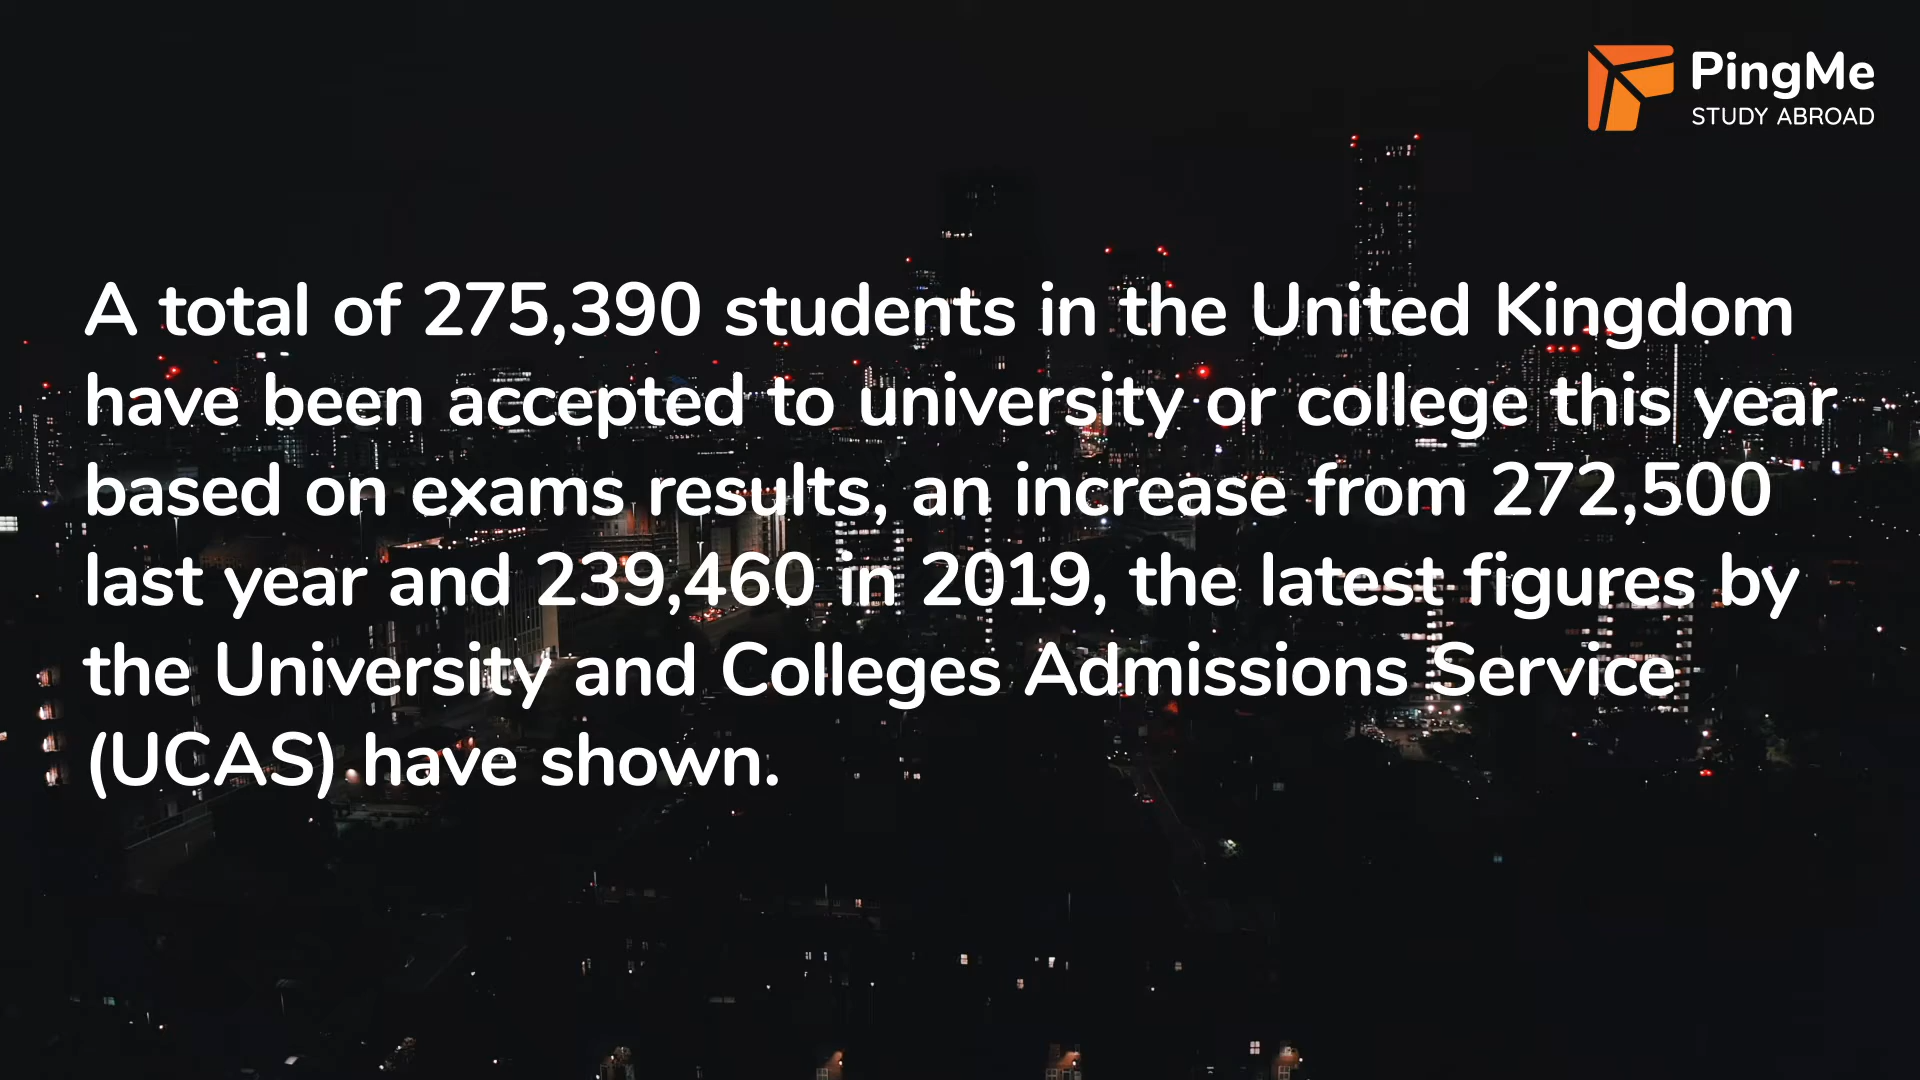 PingMe
STUDY ABROAD
A total of 275,390 students in the United Kingdom
have been accepted to university or college this year
based on exams results, an increase from 272,500
last year and 239,460 in 2019, the latest figures by
the University and Colleges Admissions Service
(UCAS) have shown.